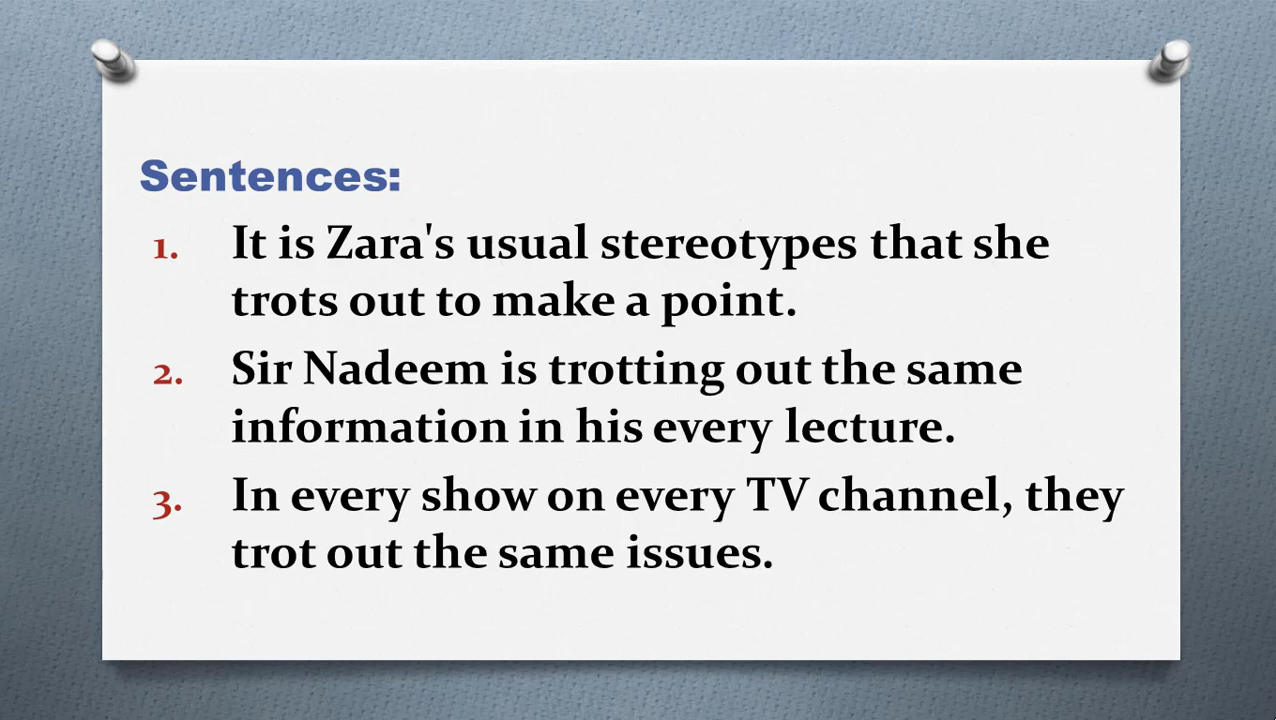 Sentences:
1. It is Zara's usual stereotypes that she
trots out to make a point.
2. Sir Nadeem is trotting out the same
information in his every lecture.
3. In every show on every TV channel, they
trot out the same issues.